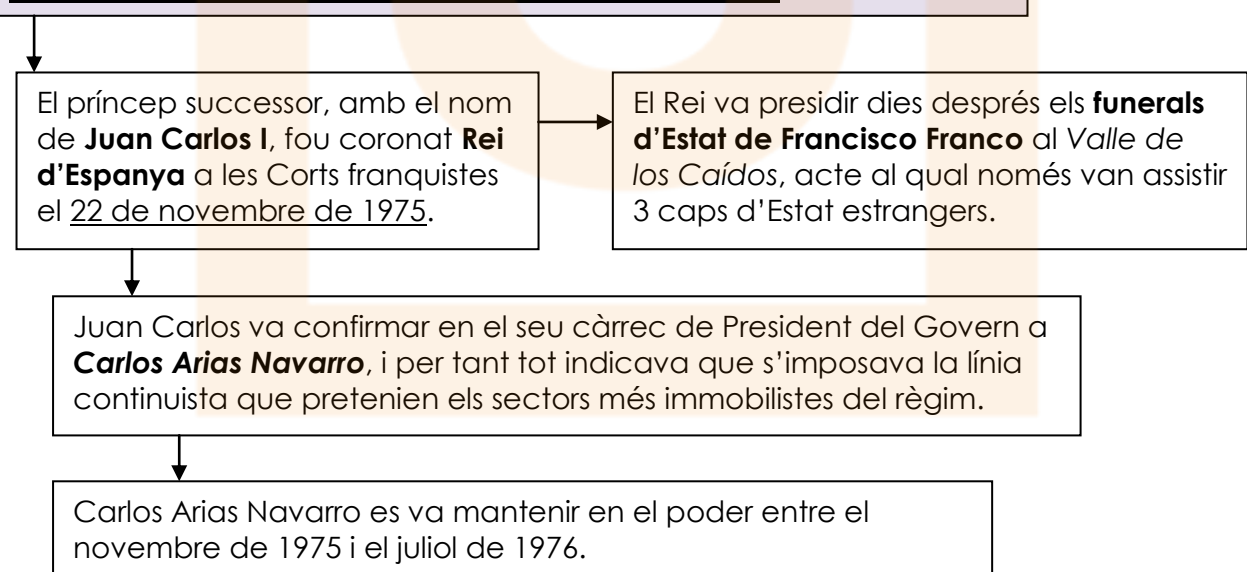 El príncep successor, amb el nom
de Juan Carlos I, fou coronat Rei
d'Espanya a les Corts franquistes
el 22 de novembre de 1975.
El Rei va presidir dies després els funerals
d'Estat de Francisco Franco al Valle de
los Caídos, acte al qual només van assistir
3 caps d'Estat estrangers.
Juan Carlos va confirmar en el seu càrrec de President del Govern a
Carlos Arias Navarro, i per tant tot indicava que s'imposava la línia
continuista que pretenien els sectors més immobilistes del règim.
Carlos Arias Navarro es va mantenir en el poder entre el
novembre de 1975 i el juliol de 1976.